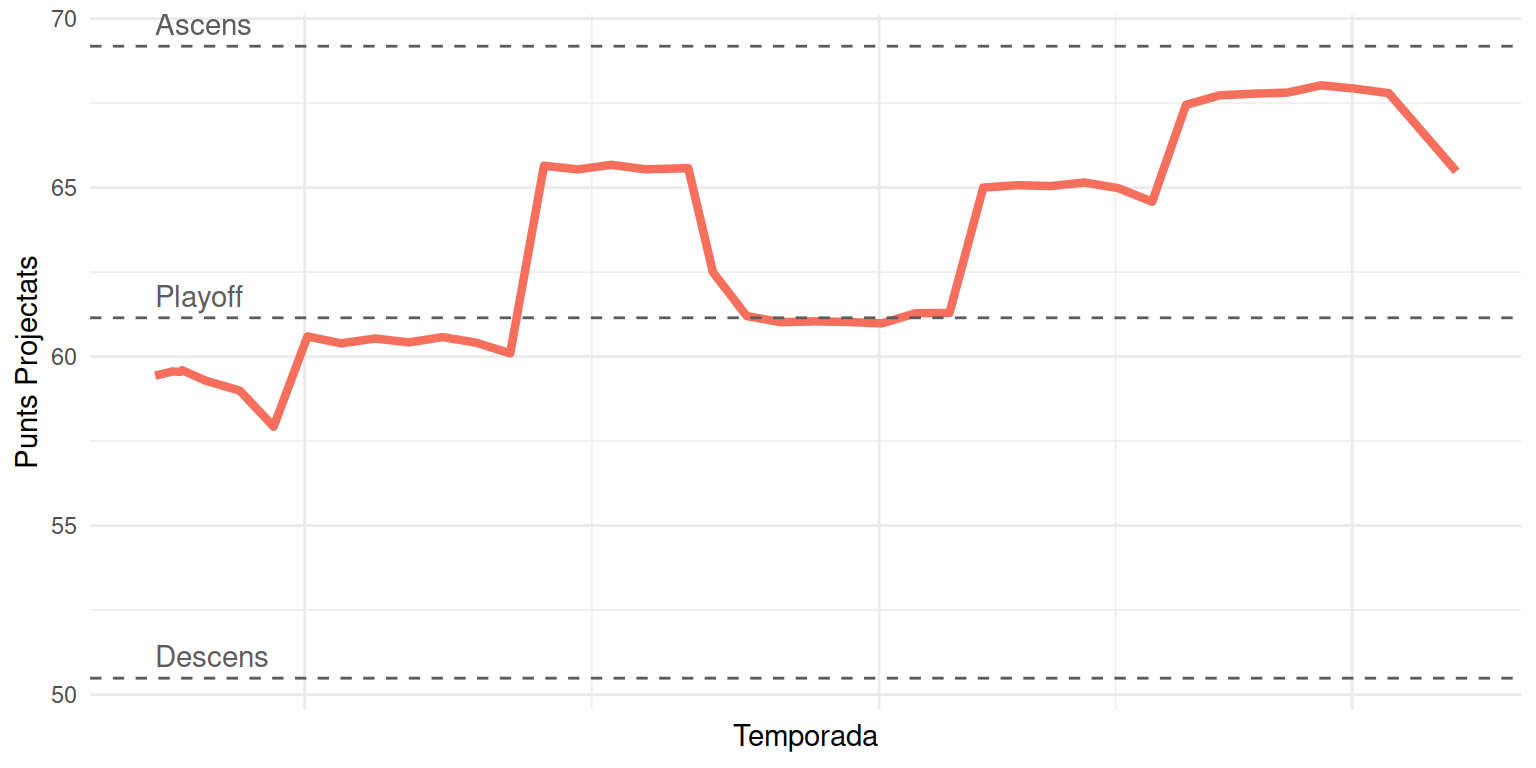 70
Ascens
65
Playoff
60
Punts Projectats
55
Descens
50
Temporada